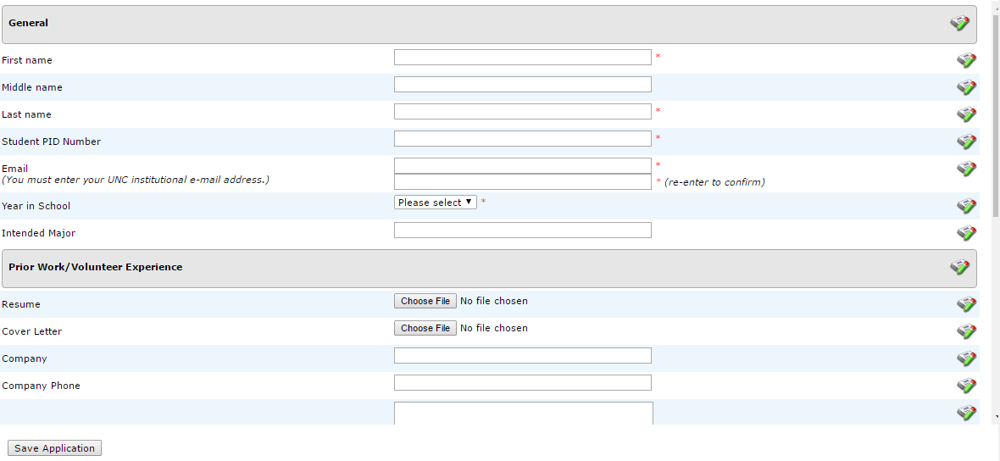 General
First name *
Middle name
Last name *
Student PID Number *
Email *
(You must enter your UNC institutional e-mail address.) * (re-enter to confirm)
Year in School Please select *
Intended Major
Prior Work/Volunteer Experience
Resume Choose File No file chosen
Cover Letter Choose File No file chosen
Company
Company Phone
Save Application